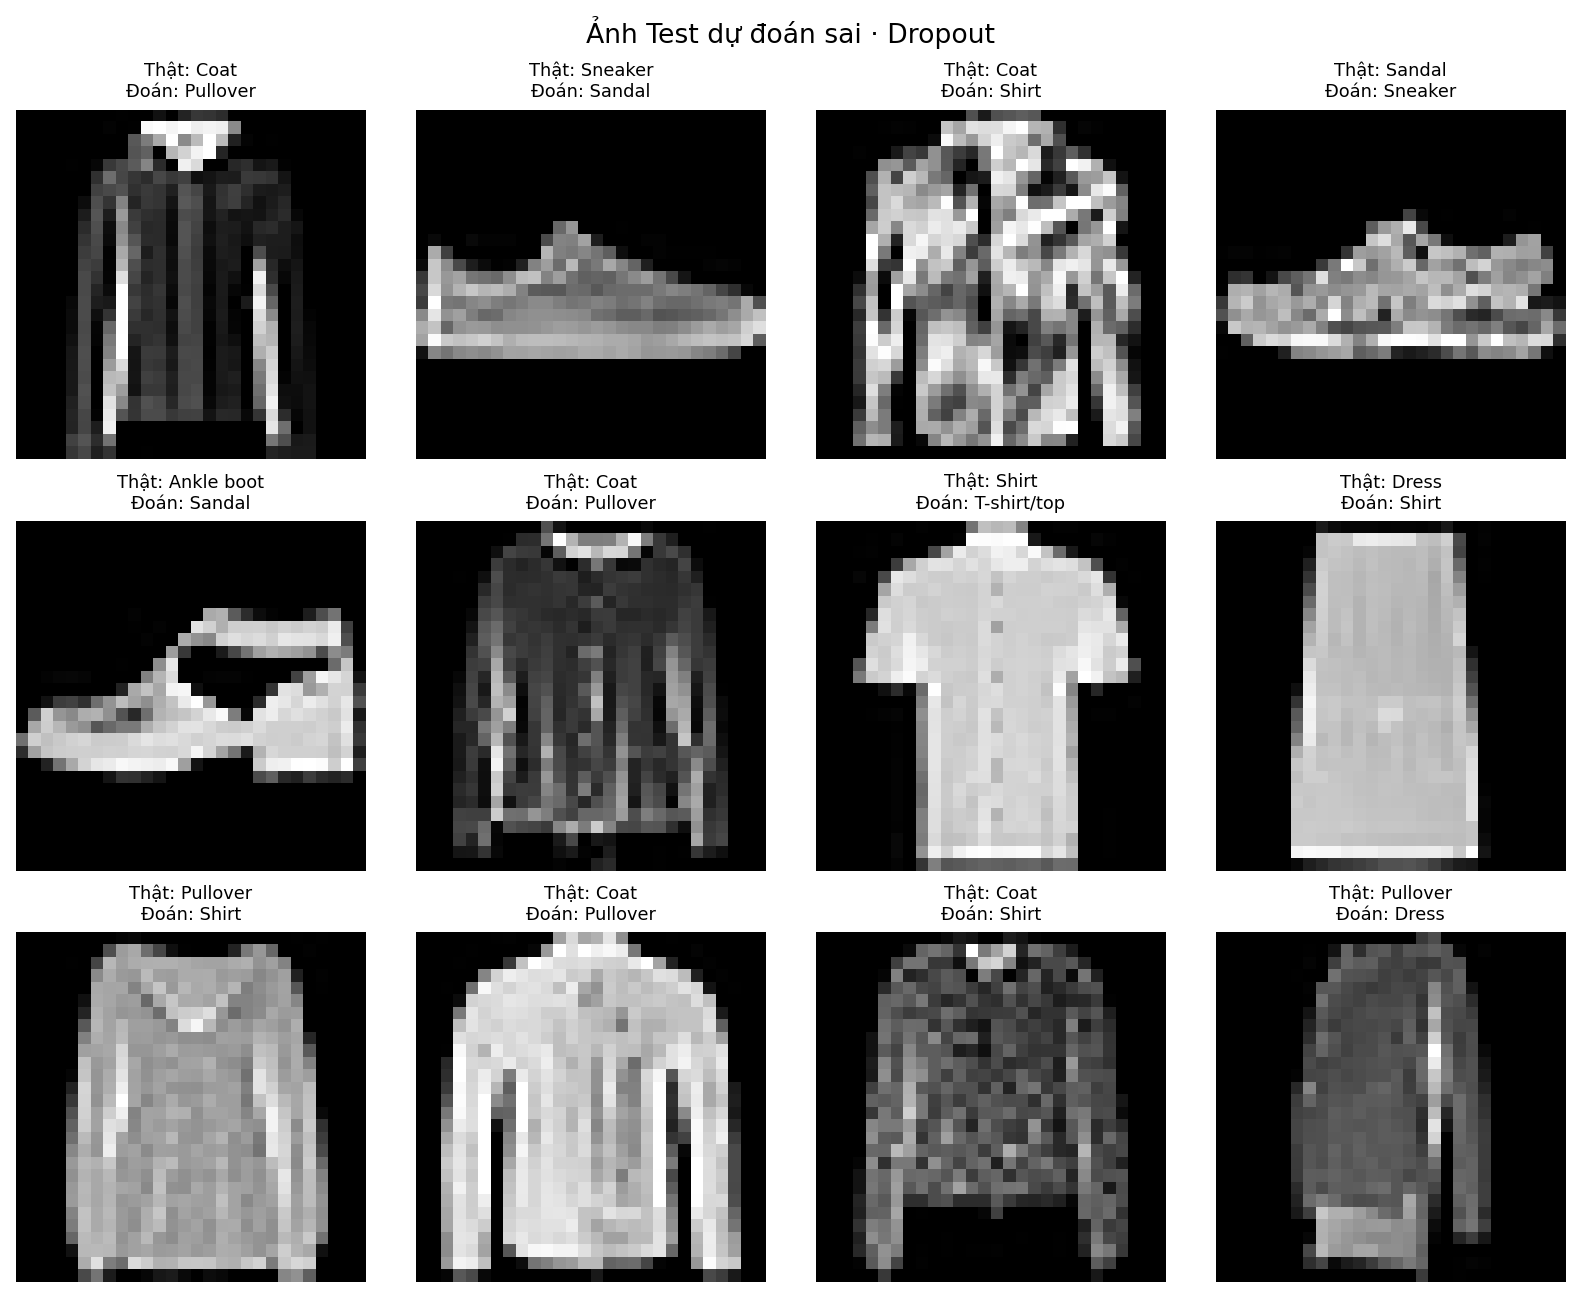 Ảnh Test dự đoán sai · Dropout
Thật: Coat
Đoán: Pullover
Thật: Sneaker
Đoán: Sandal
Thật: Coat
Đoán: Shirt
Thật: Sandal
Đoán: Sneaker
Thật: Ankle boot
Đoán: Sandal
Thật: Coat
Đoán: Pullover
Thật: Shirt
Đoán: T-shirt/top
Thật: Dress
Đoán: Shirt
Thật: Pullover
Đoán: Shirt
Thật: Coat
Đoán: Pullover
Thật: Coat
Đoán: Shirt
Thật: Pullover
Đoán: Dress